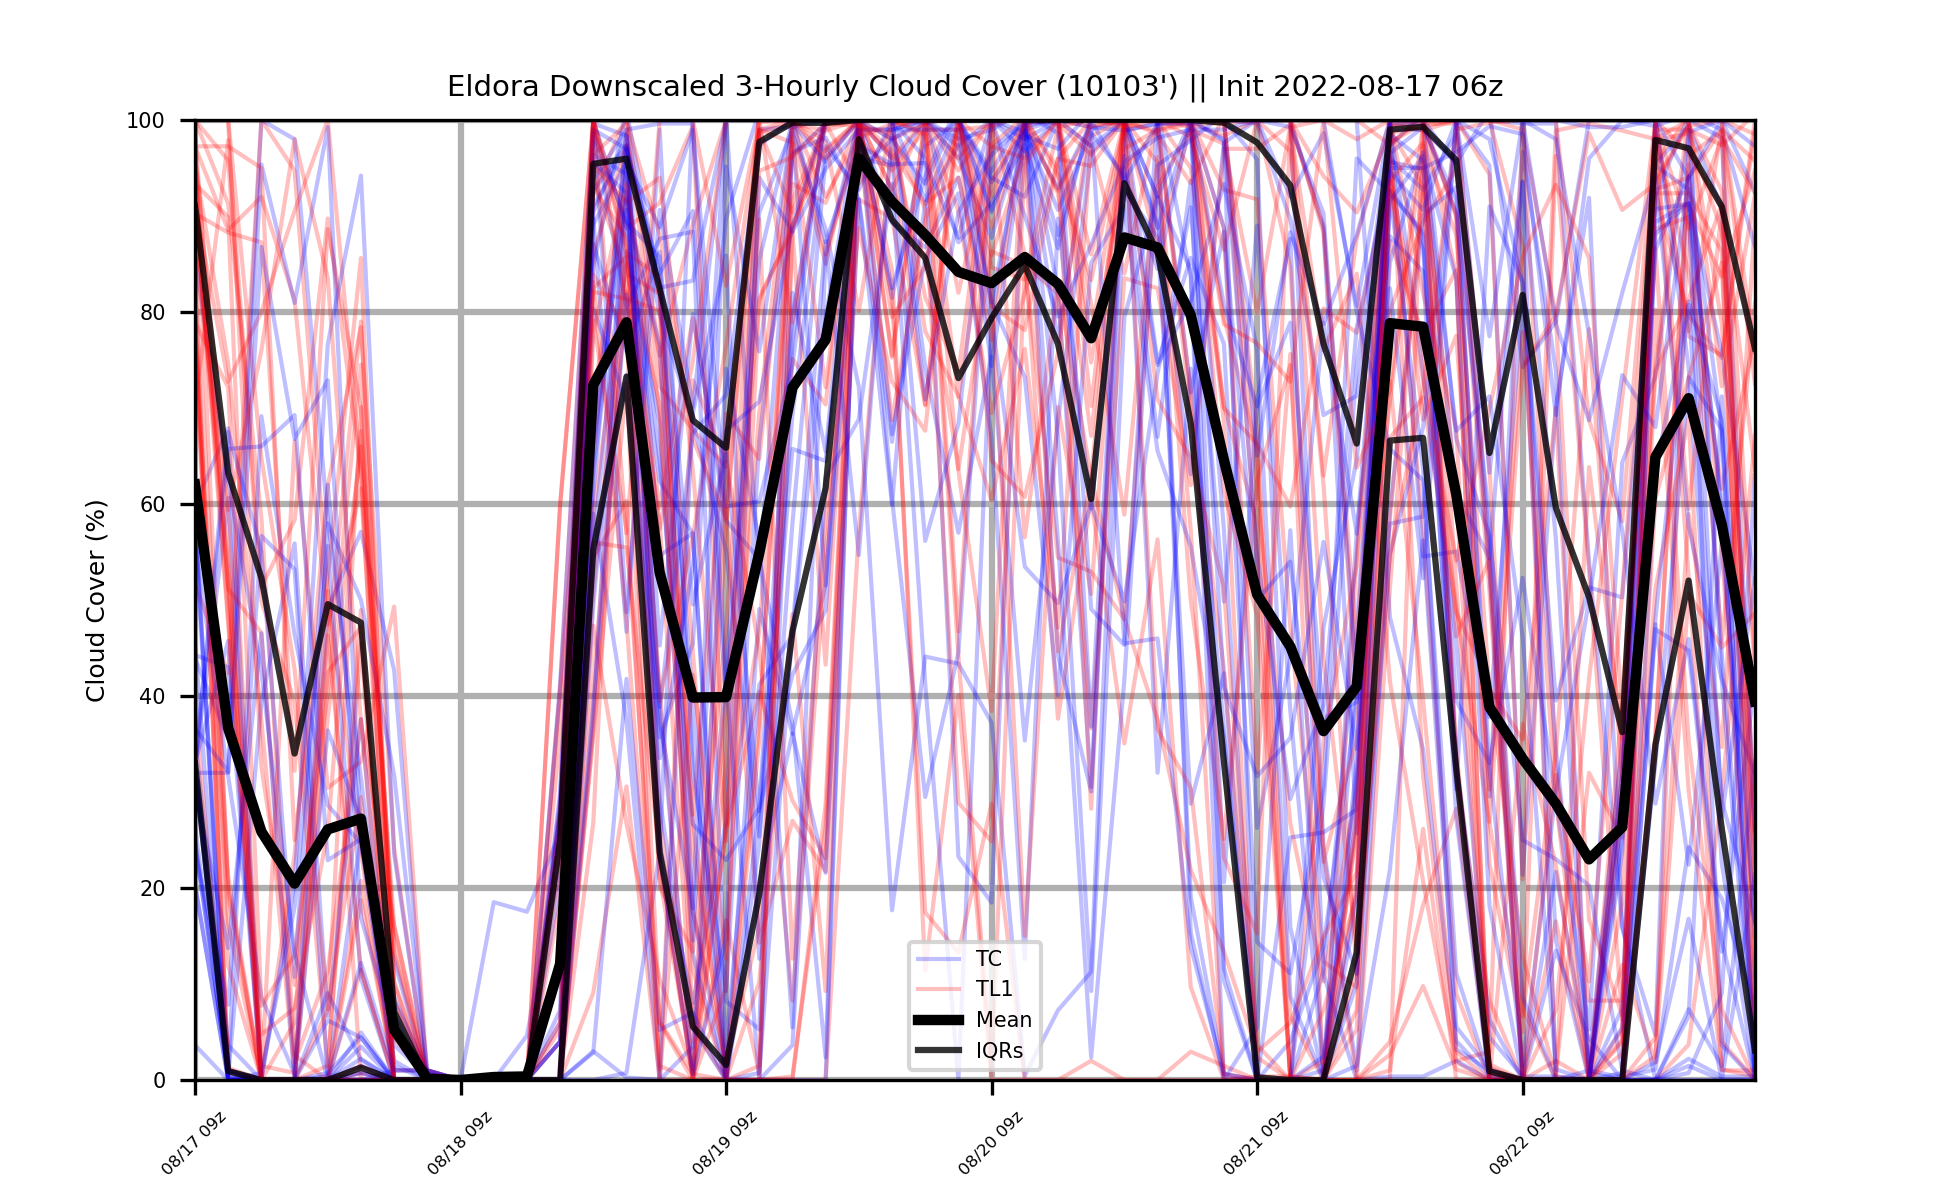 Eldora Downscaled 3-Hourly Cloud Cover (10103') || Init 2022-08-17 06z
100
80
60
40
20
0
Cloud Cover (%)
TC
TL1
Mean
IQRs
08/17 09z
08/18 09z
08/19 09z
08/20 09z
08/21 09z
08/22 09z